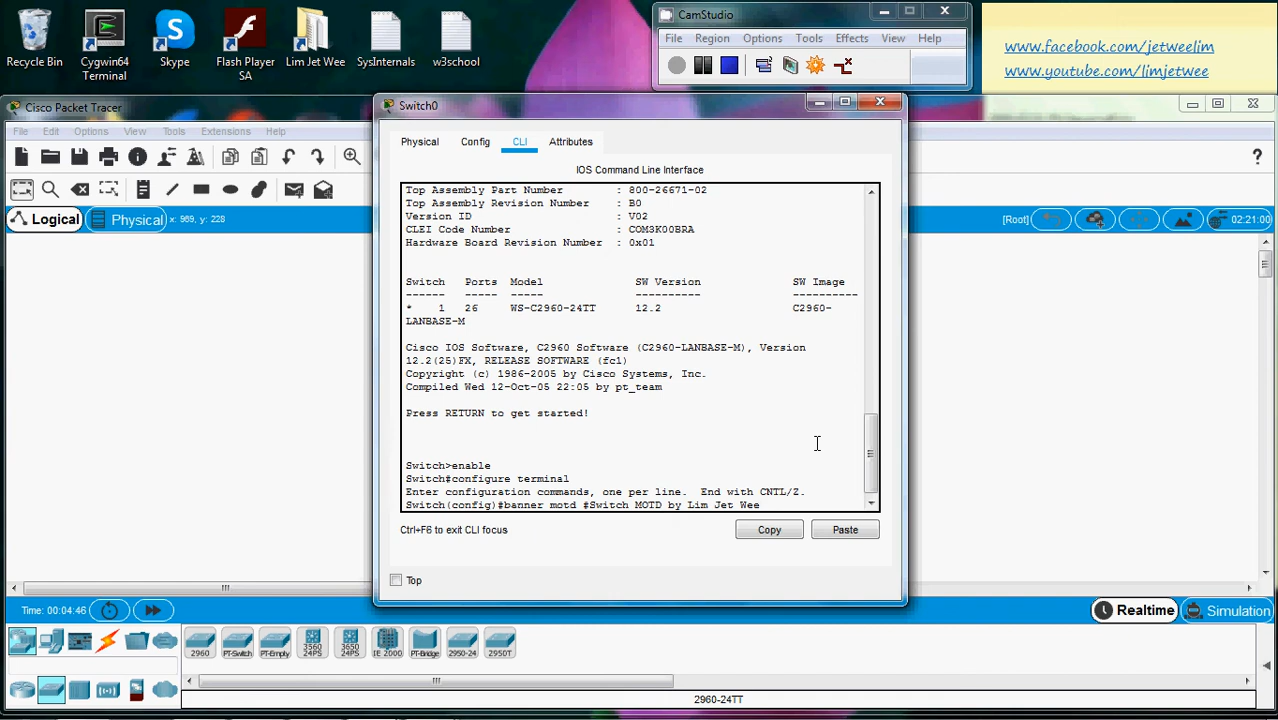 Recycle Bin
Cygwin64 Terminal
Skype
Flash Player SA
Lim Jet Wee
SysInternals
w3school
CamStudio
File Region Options Tools Effects View Help
www.facebook.com/jetweelim
www.youtube.com/limjetwee
Cisco Packet Tracer
File Edit Options View Tools Extensions Help
?
Logical
Physical
x: 969, y: 228
[Root]
02:21:00
Switch0
Physical Config CLI Attributes
IOS Command Line Interface
Top Assembly Part Number : 800-26671-02
Top Assembly Revision Number : B0
Version ID : V02
CLEI Code Number : COM3K00BRA
Hardware Board Revision Number : 0x01
Switch Ports Model SW Version SW Image
------ ----- ----- ---------- ----------
* 1 26 WS-C2960-24TT 12.2 C2960-
LANBASE-M
Cisco IOS Software, C2960 Software (C2960-LANBASE-M), Version
12.2(25)FX, RELEASE SOFTWARE (fc1)
Copyright (c) 1986-2005 by Cisco Systems, Inc.
Compiled Wed 12-Oct-05 22:05 by pt_team
Press RETURN to get started!
Switch>enable
Switch#configure terminal
Enter configuration commands, one per line. End with CNTL/Z.
Switch(config)#banner motd #Switch MOTD by Lim Jet Wee
Ctrl+F6 to exit CLI focus
Copy
Paste
Top
Time: 00:04:46
Realtime
Simulation
2960
PT-Switch
PT-Empty
3560 24PS
3650 24PS
IE 2000
PT-Bridge
2950-24
2950T
2960-24TT